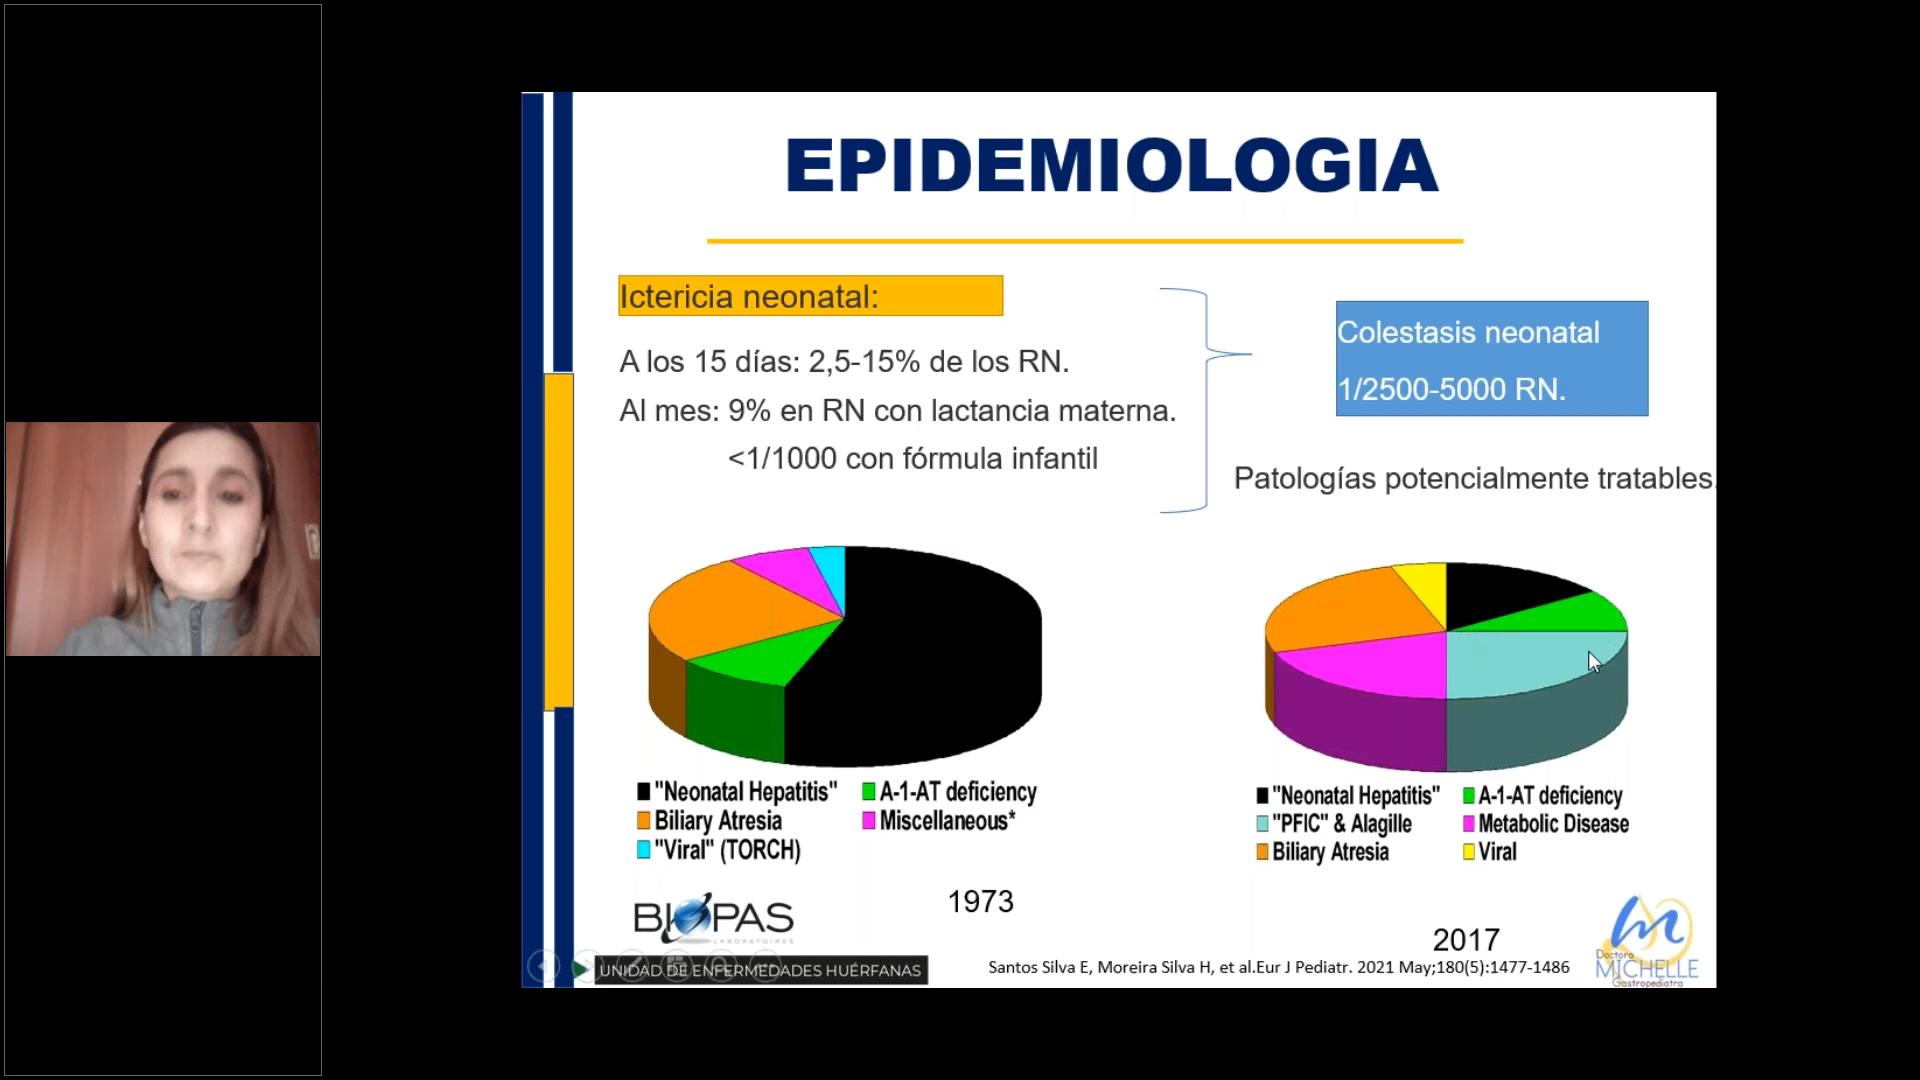 EPIDEMIOLOGIA
Ictericia neonatal:
A los 15 días: 2,5-15% de los RN.
Al mes: 9% en RN con lactancia materna.
<1/1000 con fórmula infantil
Colestasis neonatal
1/2500-5000 RN.
Patologías potencialmente tratables.
"Neonatal Hepatitis" A-1-AT deficiency
Biliary Atresia Miscellaneous*
"Viral" (TORCH)
1973
"Neonatal Hepatitis" A-1-AT deficiency
"PFIC" & Alagille Metabolic Disease
Biliary Atresia Viral
2017
BIOPAS
LABORATOIRES
UNIDAD DE ENFERMEDADES HUÉRFANAS
Santos Silva E, Moreira Silva H, et al.Eur J Pediatr. 2021 May;180(5):1477-1486
Doctora
MICHELLE
Gastropediatra